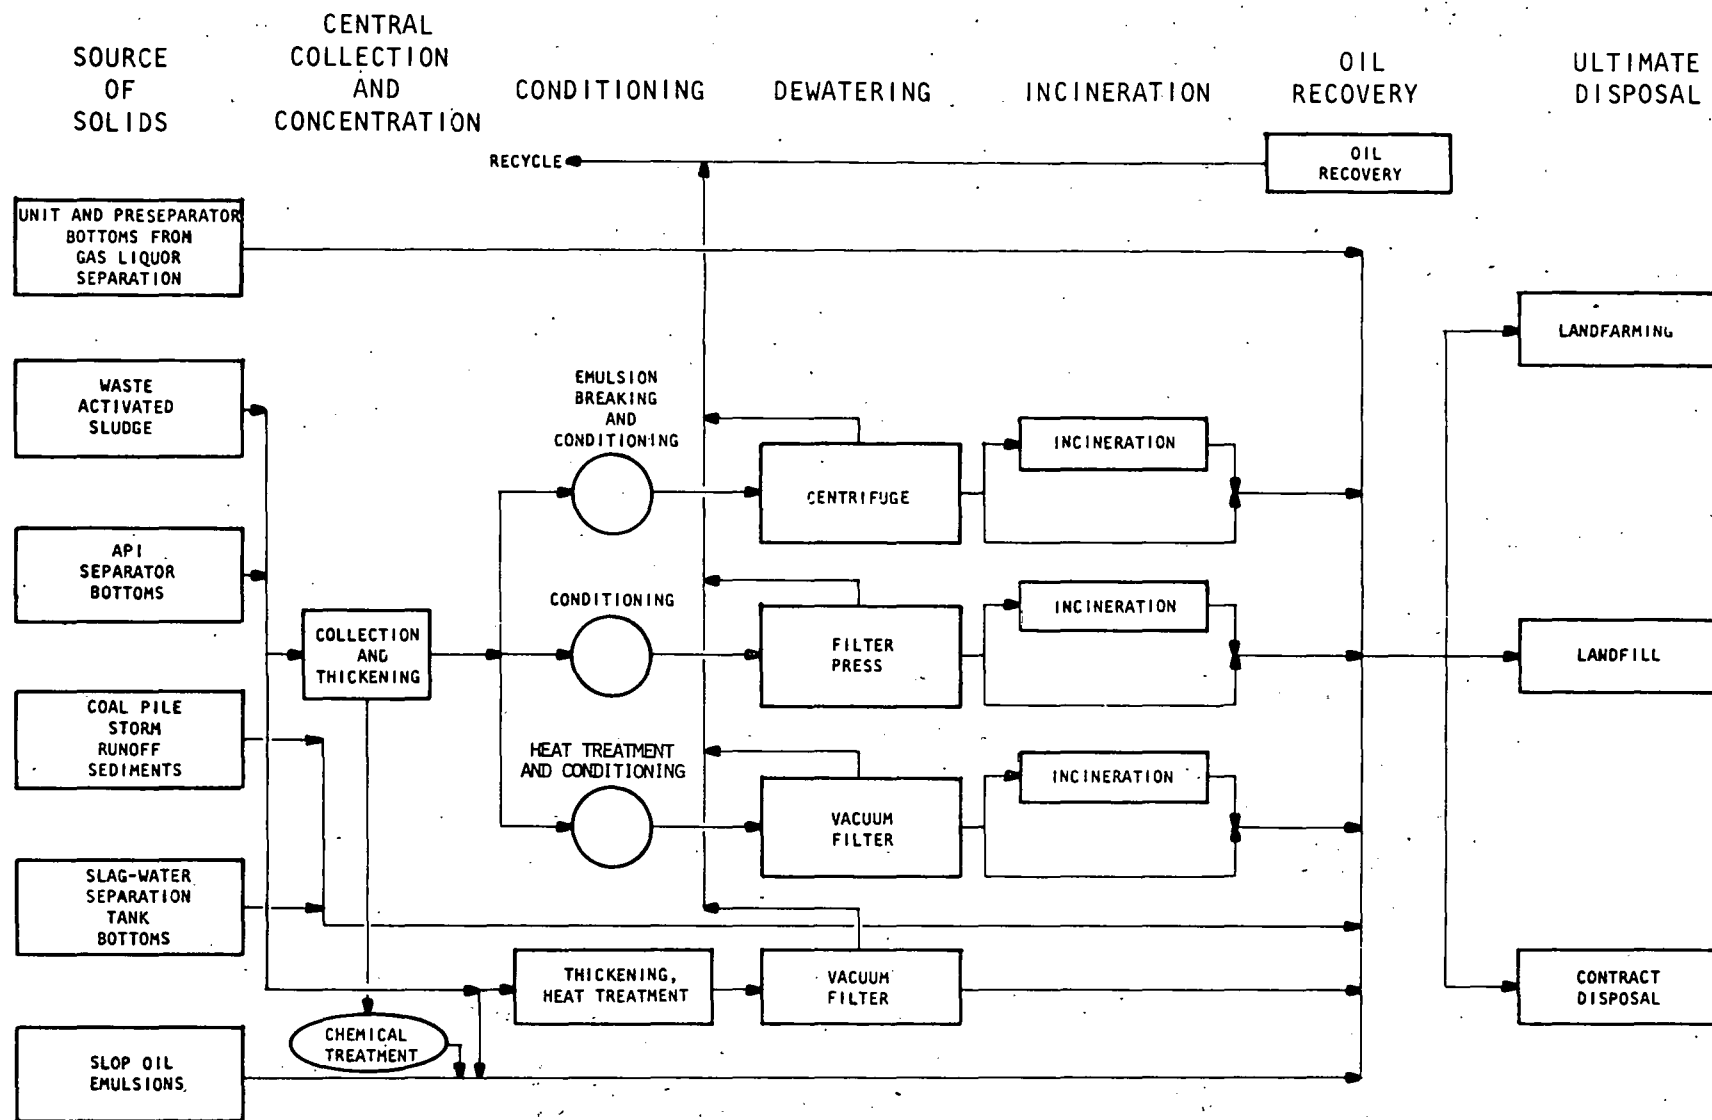 SOURCE
OF
SOLIDS
CENTRAL
COLLECTION
AND
CONCENTRATION
CONDITIONING
DEWATERING
INCINERATION
OIL
RECOVERY
ULTIMATE
DISPOSAL
RECYCLE
OIL
RECOVERY
UNIT AND PRESEPARATOR
BOTTOMS FROM
GAS LIQUOR
SEPARATION
LANDFARMING
WASTE
ACTIVATED
SLUDGE
EMULSION
BREAKING
AND
CONDITIONING
CENTRIFUGE
INCINERATION
API
SEPARATOR
BOTTOMS
COLLECTION
AND
THICKENING
CONDITIONING
FILTER
PRESS
INCINERATION
LANDFILL
COAL PILE
STORM
RUNOFF
SEDIMENTS
HEAT TREATMENT
AND CONDITIONING
VACUUM
FILTER
INCINERATION
SLAG-WATER
SEPARATION
TANK
BOTTOMS
THICKENING,
HEAT TREATMENT
VACUUM
FILTER
CONTRACT
DISPOSAL
CHEMICAL
TREATMENT
SLOP OIL
EMULSIONS